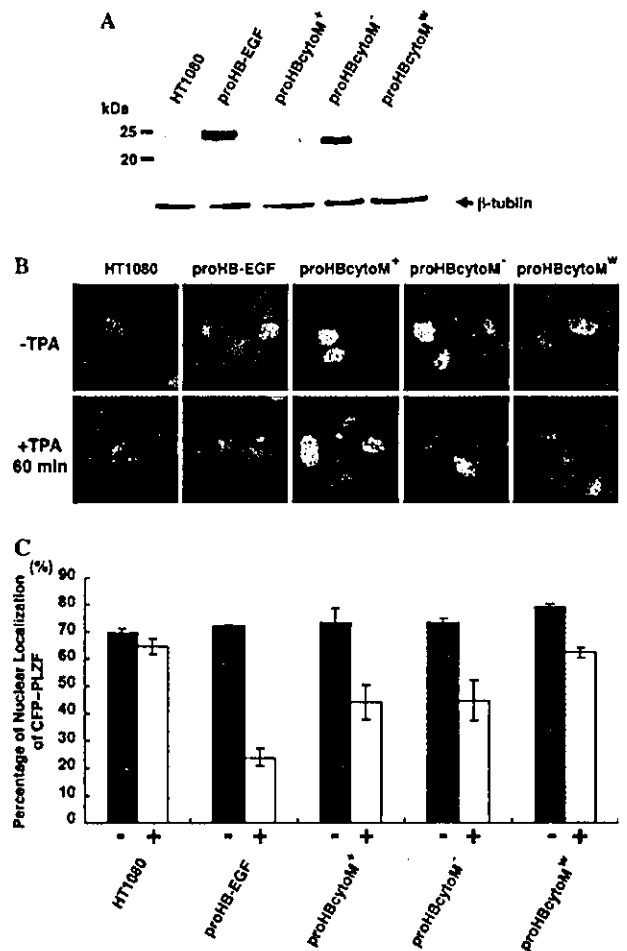 A
HT1080
proHB-EGF
proHBcytoM+
proHBcytoM-
proHBcytoMW
kDa
25
20
β-tublin
B
HT1080 proHB-EGF proHBcytoM+ proHBcytoM- proHBcytoMW
-TPA
+TPA
60 min
C
(%)
Percentage of Nuclear Localization
of CFP-PLZF
90
80
70
60
50
40
30
20
10
0
- + - + - + - + - +
HT1080
proHB-EGF
proHBcytoM+
proHBcytoM-
proHBcytoMW